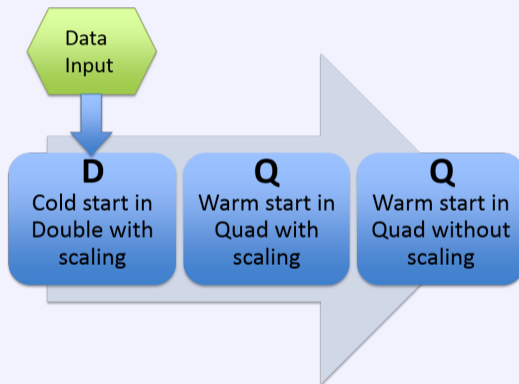 Data
Input
D
Cold start in
Double with
scaling
Q
Warm start in
Quad with
scaling
Q
Warm start in
Quad without
scaling